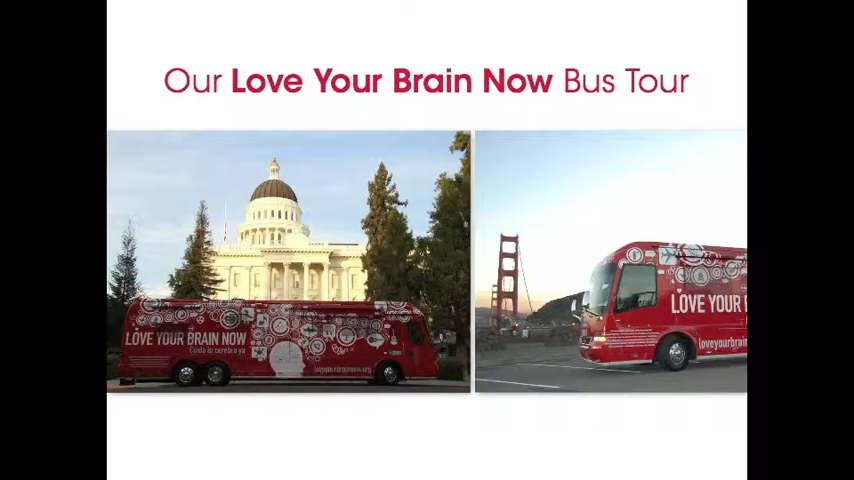 Our Love Your Brain Now Bus Tour
LOVE YOUR BRAIN NOW
Cuida tu cerebro ya
loveyourbrainnow.org
LOVE YOUR B
loveyourbrain